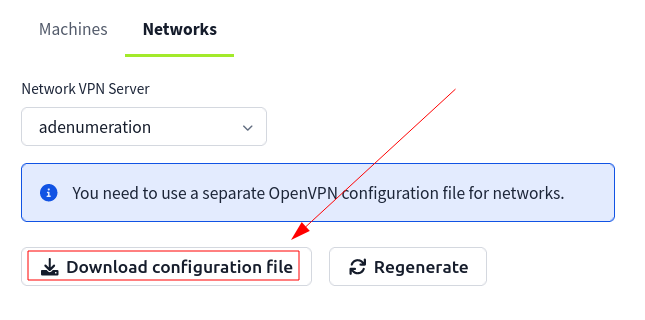 Machines Networks
Network VPN Server
adenumeration
You need to use a separate OpenVPN configuration file for networks.
Download configuration file Regenerate